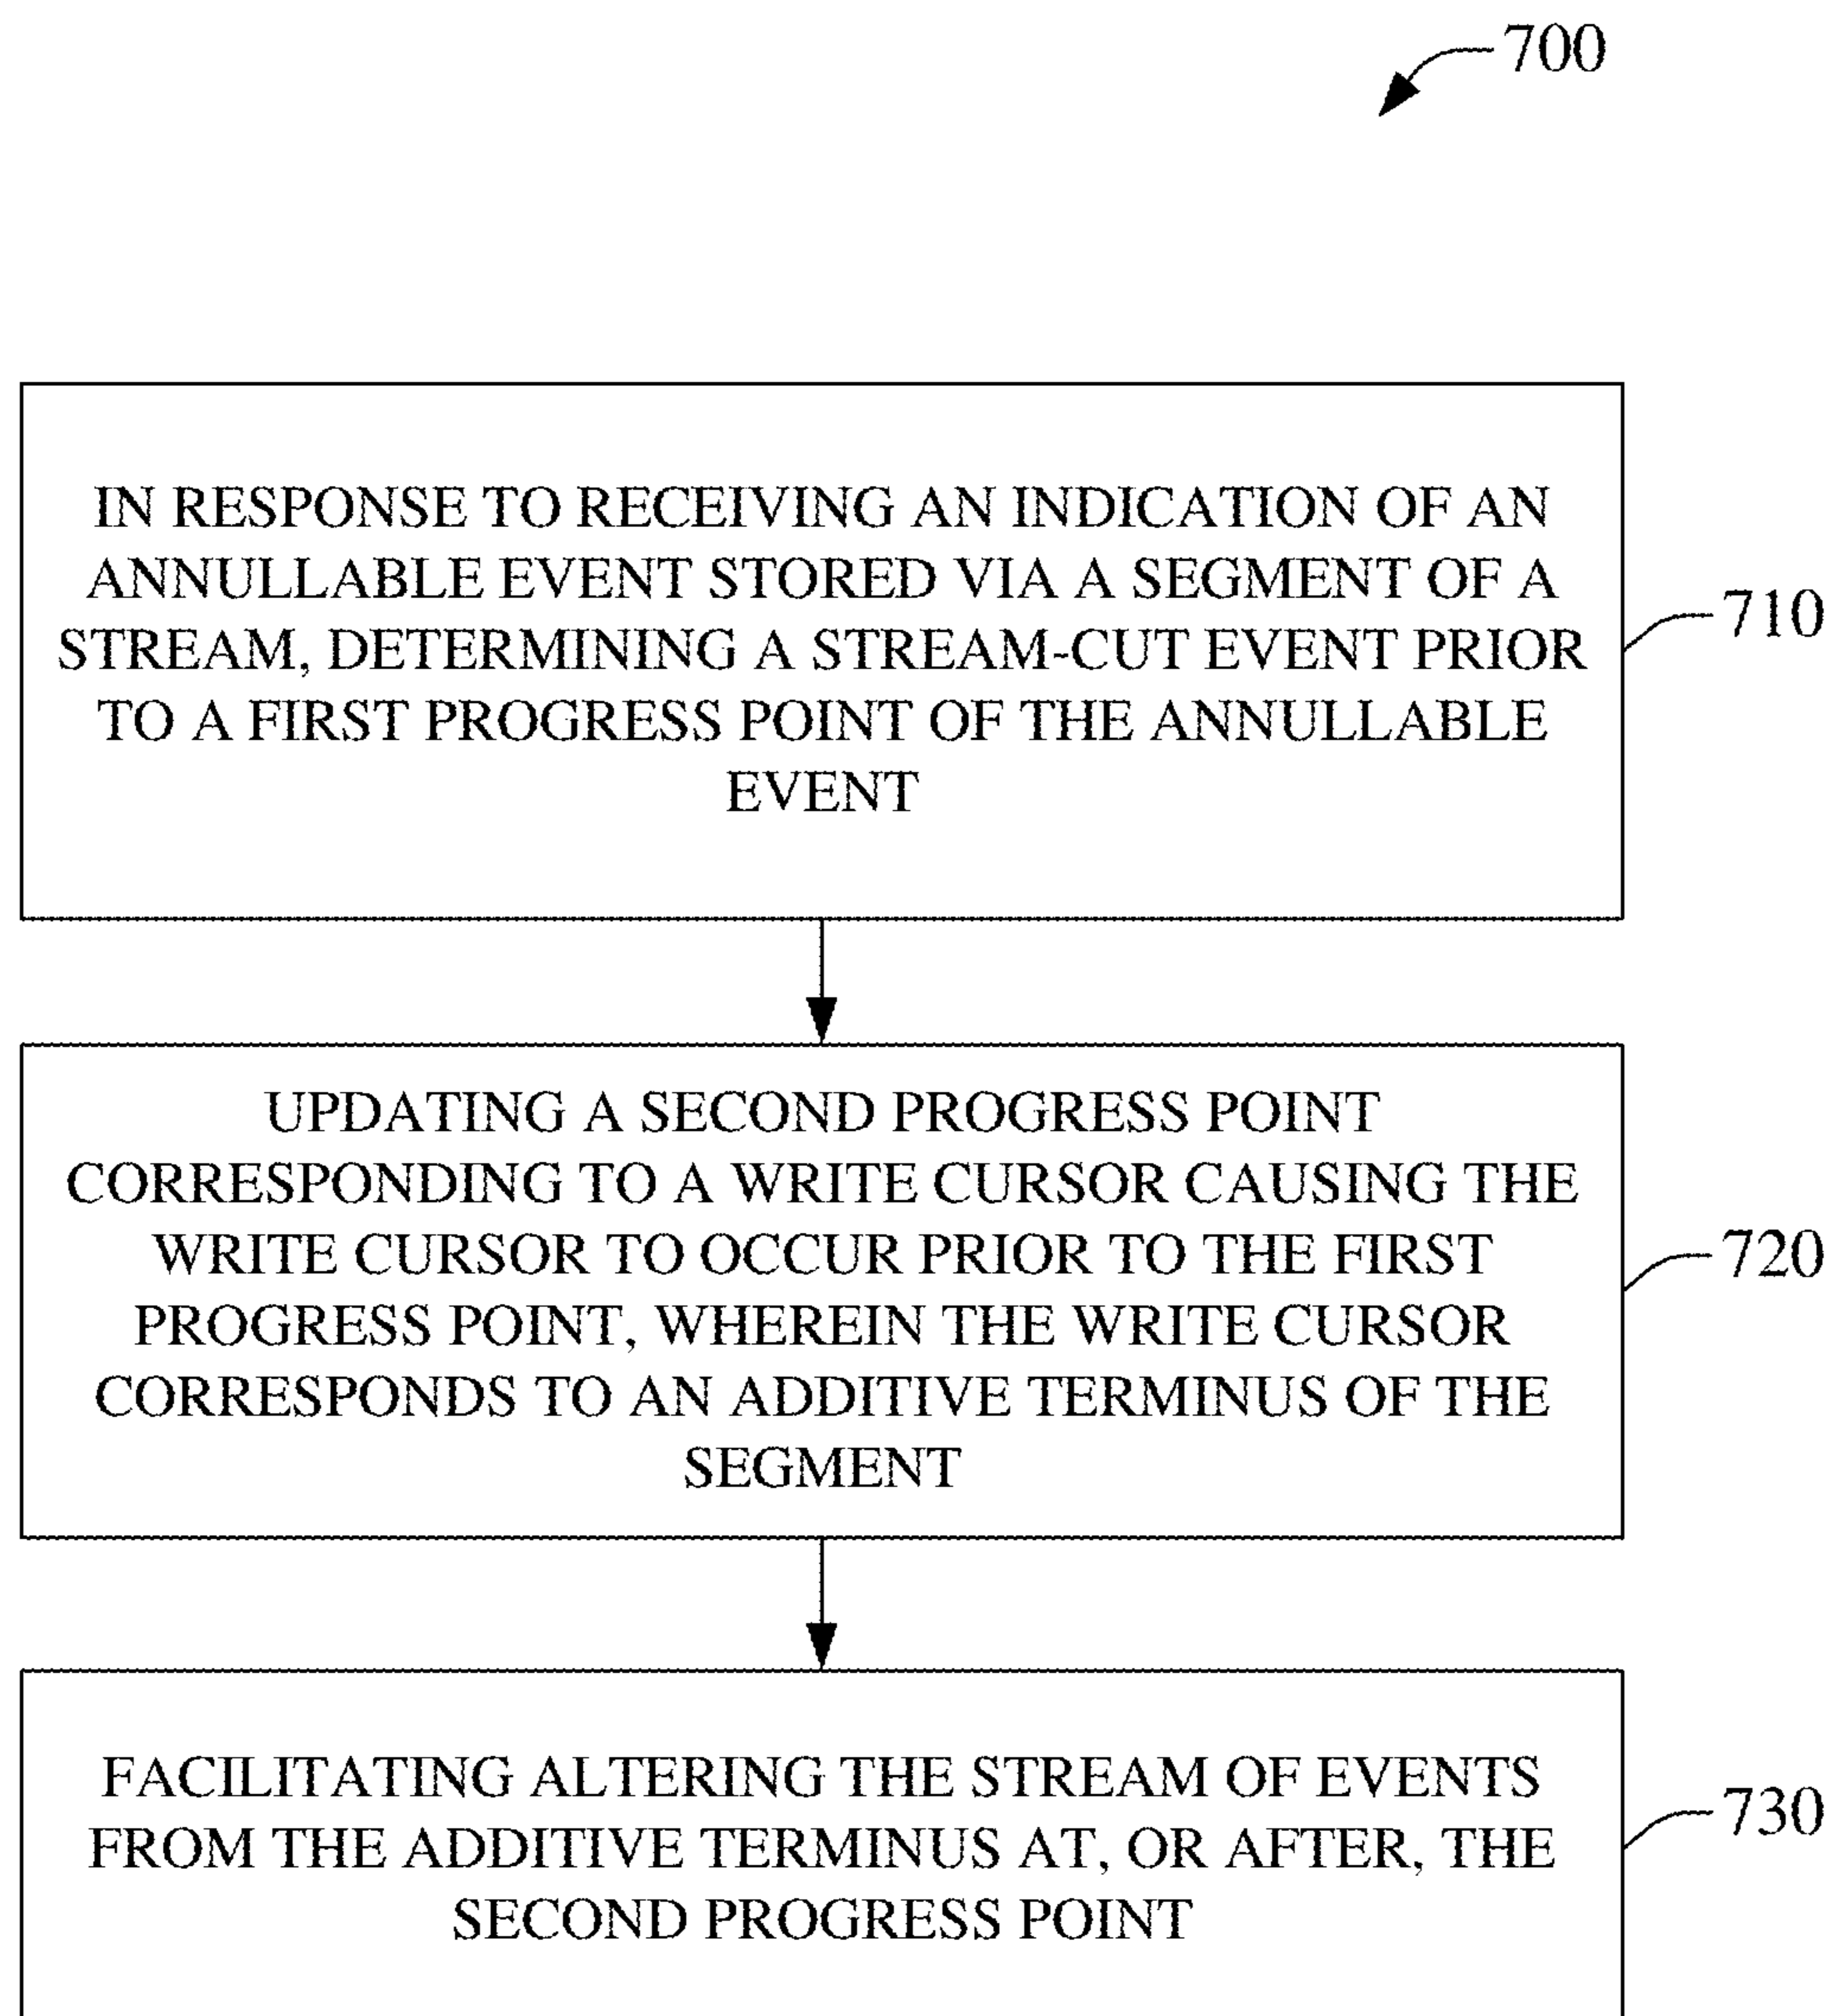 700
IN RESPONSE TO RECEIVING AN INDICATION OF AN
ANNULLABLE EVENT STORED VIA A SEGMENT OF A
STREAM, DETERMINING A STREAM-CUT EVENT PRIOR
TO A FIRST PROGRESS POINT OF THE ANNULLABLE
EVENT
710
UPDATING A SECOND PROGRESS POINT
CORRESPONDING TO A WRITE CURSOR CAUSING THE
WRITE CURSOR TO OCCUR PRIOR TO THE FIRST
PROGRESS POINT, WHEREIN THE WRITE CURSOR
CORRESPONDS TO AN ADDITIVE TERMINUS OF THE
SEGMENT
720
FACILITATING ALTERING THE STREAM OF EVENTS
FROM THE ADDITIVE TERMINUS AT, OR AFTER, THE
SECOND PROGRESS POINT
730